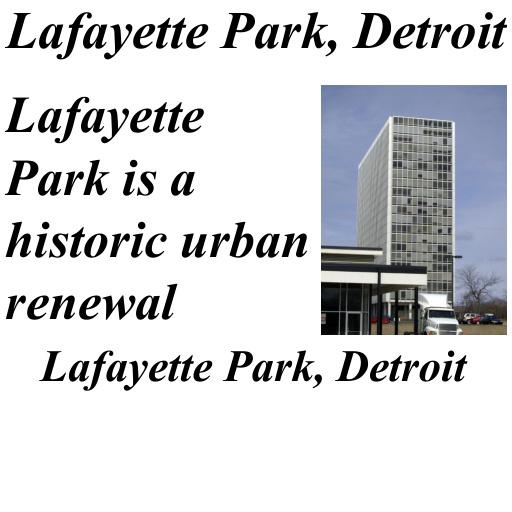 Lafayette Park, Detroit
Lafayette
Park is a
historic urban
renewal
Lafayette Park, Detroit